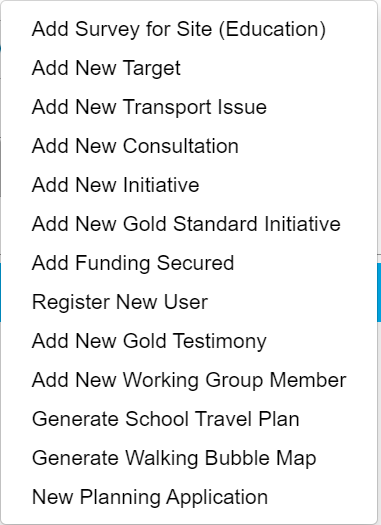 Add Survey for Site (Education)
Add New Target
Add New Transport Issue
Add New Consultation
Add New Initiative
Add New Gold Standard Initiative
Add Funding Secured
Register New User
Add New Gold Testimony
Add New Working Group Member
Generate School Travel Plan
Generate Walking Bubble Map
New Planning Application